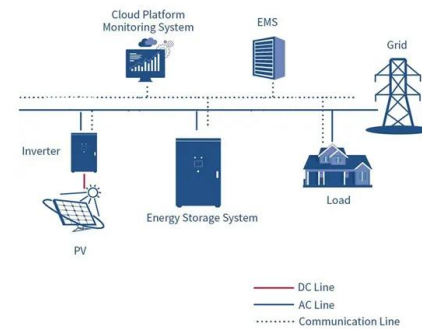 Cloud Platform
Monitoring System
EMS
Grid
Inverter
Energy Storage System
Load
PV
DC Line
AC Line
Communication Line